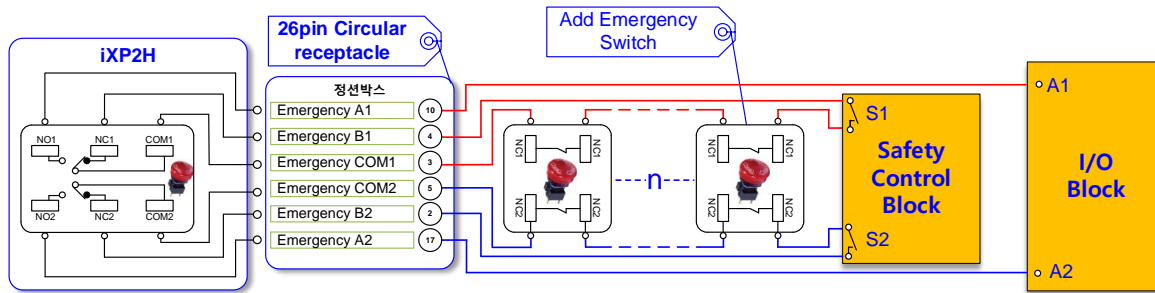 iXP2H
NO1
NC1
COM1
NO2
NC2
COM2
26pin Circular
receptacle
정션박스
Emergency A1
10
Emergency B1
4
Emergency COM1
3
Emergency COM2
5
Emergency B2
2
Emergency A2
17
Add Emergency
Switch
NC1
NC1
NC2
NC2
n
NC1
NC1
NC2
NC2
S1
Safety
Control
Block
S2
A1
I/O
Block
A2